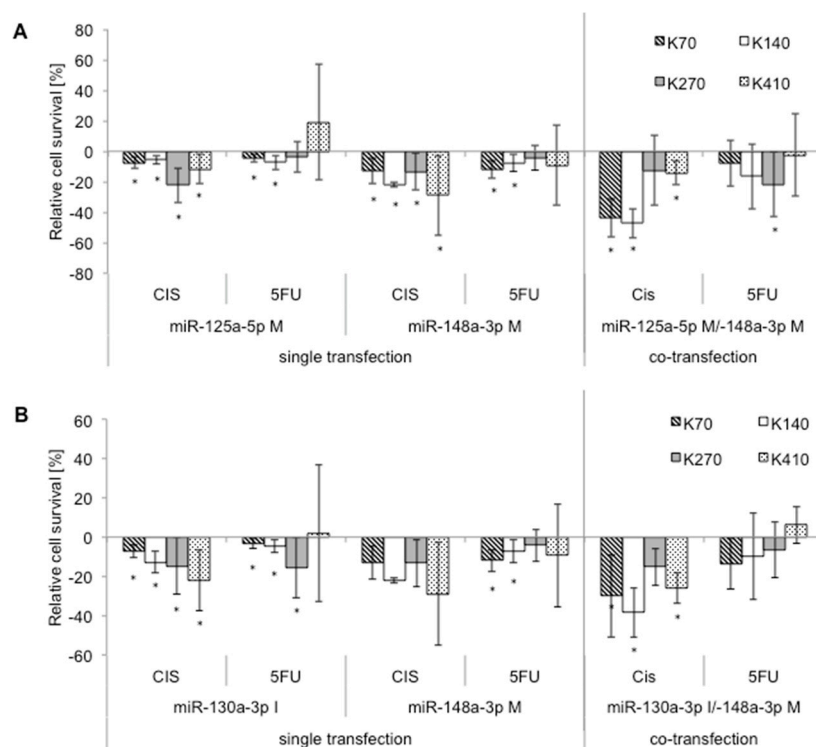 A
Relative cell survival [%]
80
60
40
20
0
-20
-40
-60
-80
K70 K140
K270 K410
* * * * * * * * * * * * * * * *
CIS 5FU CIS 5FU Cis 5FU
miR-125a-5p M miR-148a-3p M miR-125a-5p M/-148a-3p M
single transfection co-transfection
B
Relative cell survival [%]
60
40
20
0
-20
-40
-60
K70 K140
K270 K410
* * * * * * * * * * * *
CIS 5FU CIS 5FU Cis 5FU
miR-130a-3p I miR-148a-3p M miR-130a-3p I/-148a-3p M
single transfection co-transfection